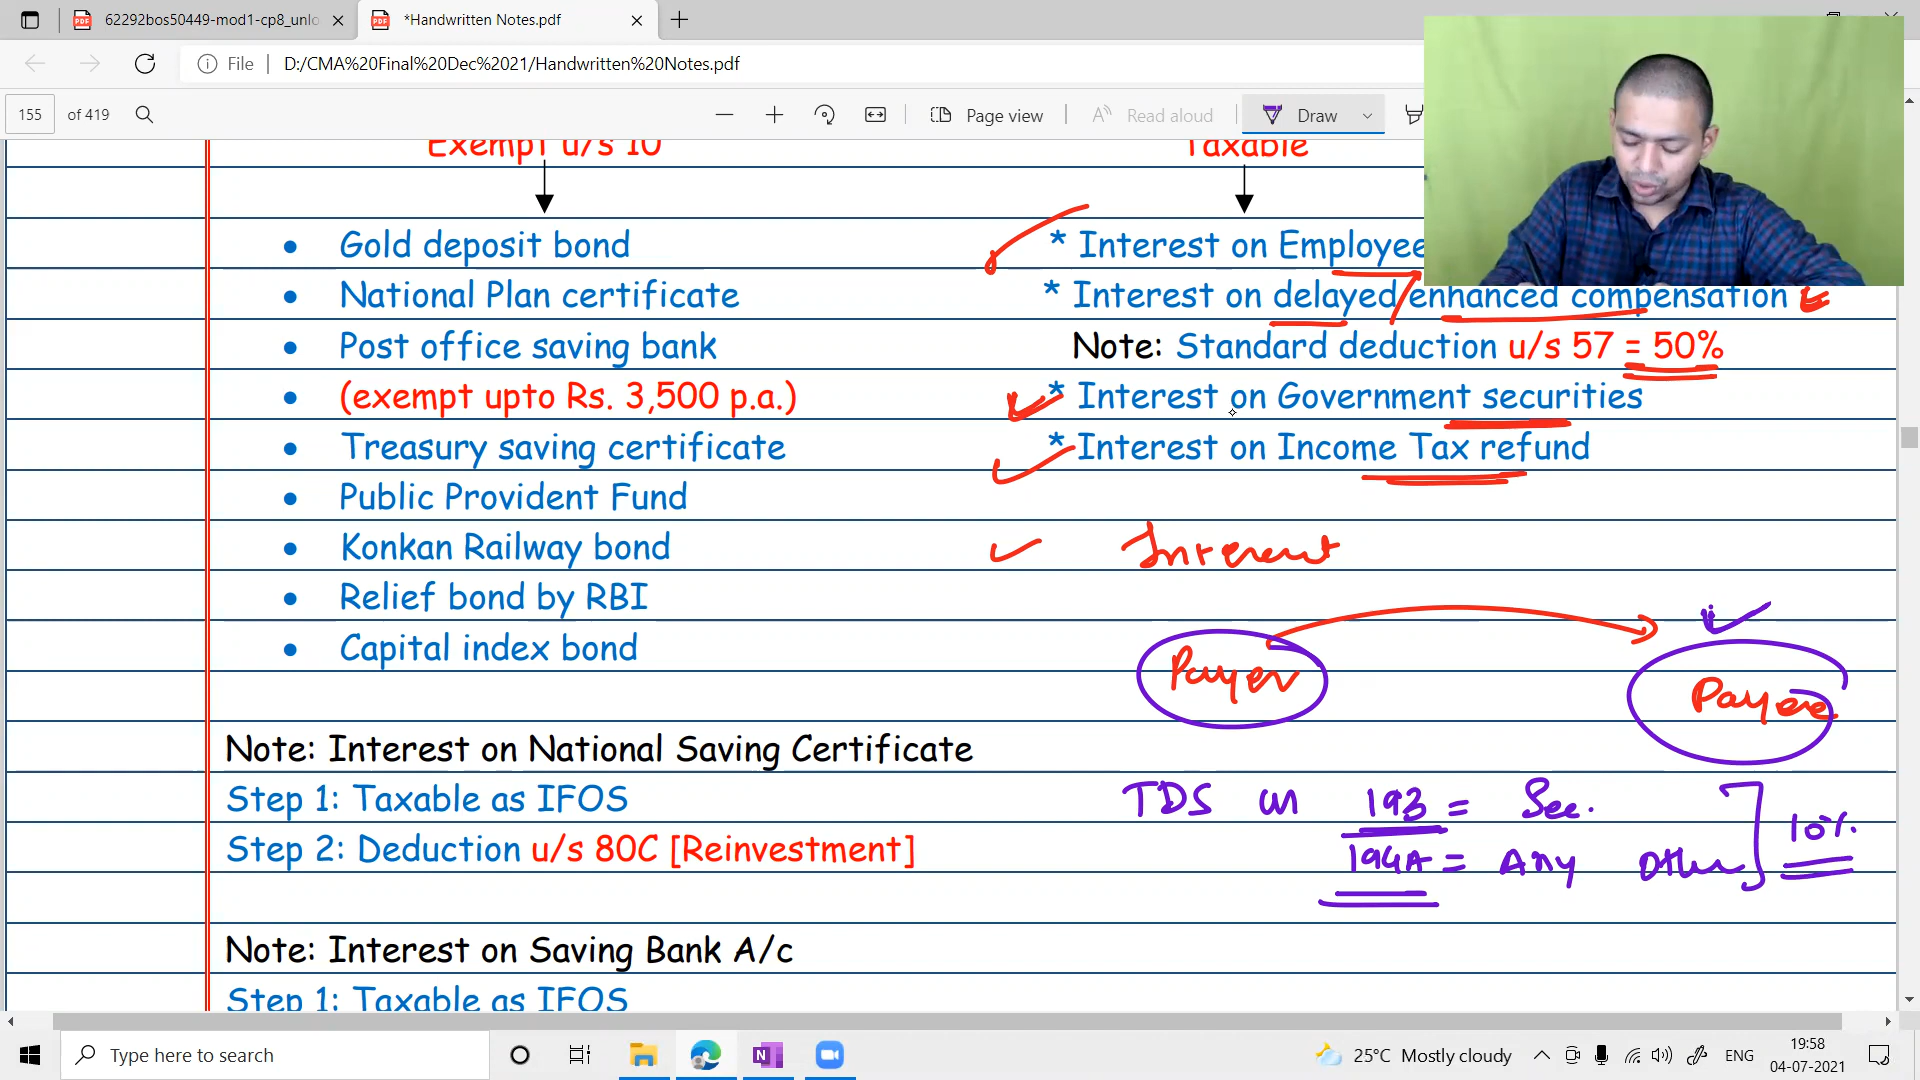 62292bos50449-mod1-cp8_unlo
*Handwritten Notes.pdf
File
D:/CMA%20Final%20Dec%2021/Handwritten%20Notes.pdf
155 of 419
Page view
Read aloud
Draw
Exempt u/s 10
Taxable
• Gold deposit bond
* Interest on Employee
• National Plan certificate
* Interest on delayed enhanced compensation
• Post office saving bank
Note: Standard deduction u/s 57 = 50%
• (exempt upto Rs. 3,500 p.a.)
* Interest on Government securities
• Treasury saving certificate
* Interest on Income Tax refund
• Public Provident Fund
• Konkan Railway bond
Interest
• Relief bond by RBI
• Capital index bond
Payer
Payee
Note: Interest on National Saving Certificate
Step 1: Taxable as IFOS
TDS 193 = Sec.
10%
Step 2: Deduction u/s 80C [Reinvestment]
194A = Any Other
Note: Interest on Saving Bank A/c
Step 1: Taxable as IFOS
Type here to search
25°C Mostly cloudy
ENG
19:58
04-07-2021